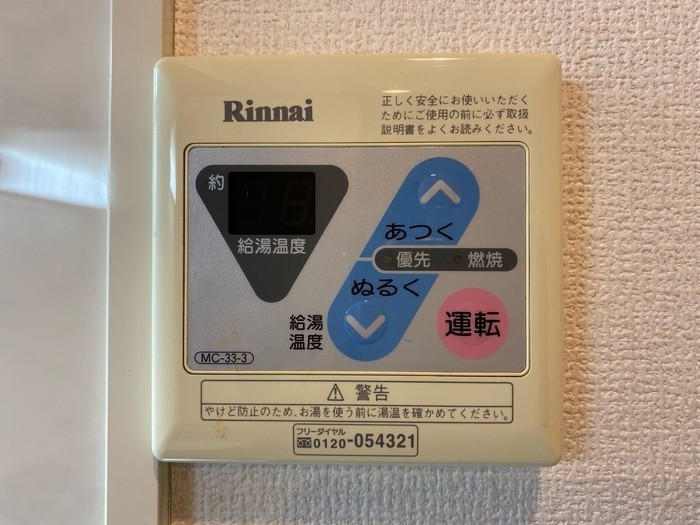 Rinnai
正しく安全にお使いいただく
ためにご使用の前に必ず取扱
説明書をよくお読みください。
約
給湯温度
あつく
優先 燃焼
ぬるく
給湯
温度
運転
MC-33-3
警告
やけど防止のため、お湯を使う前に湯温を確かめてください。
フリーダイヤル
0120-054321